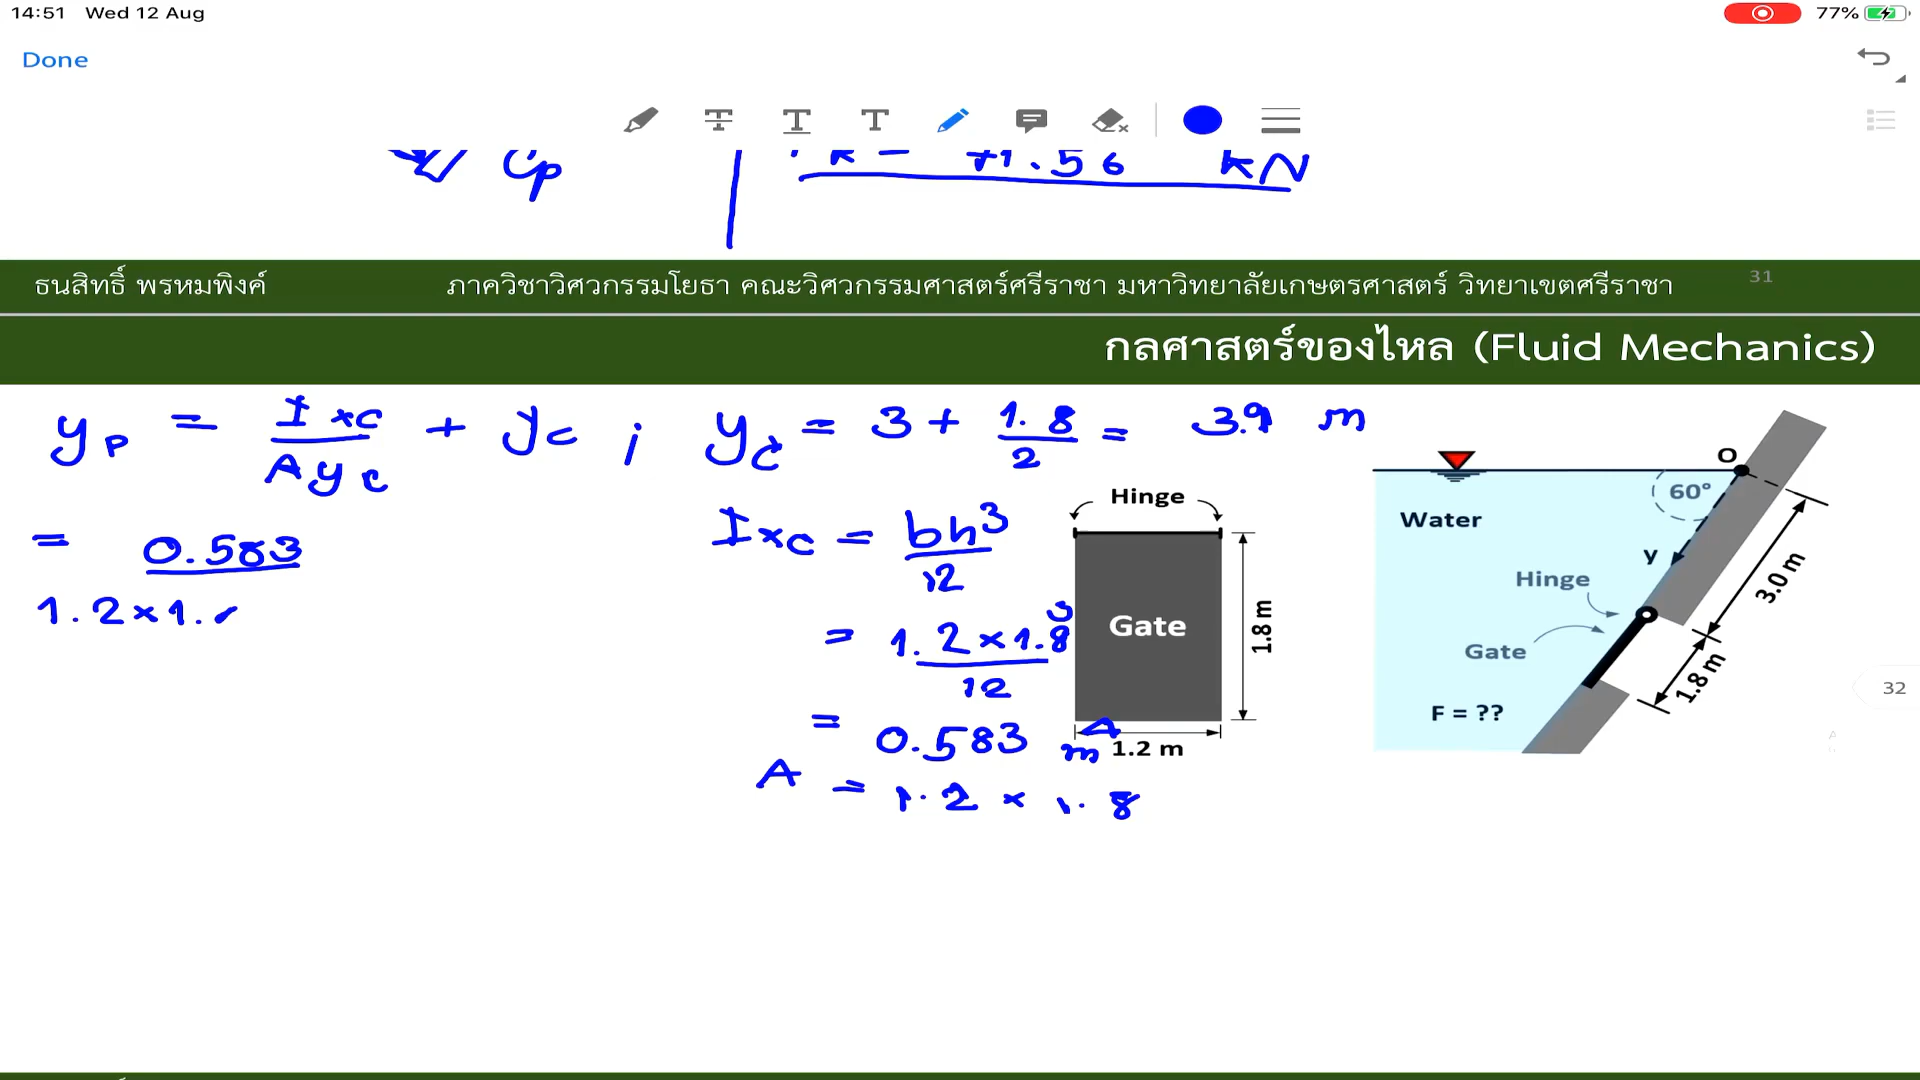 14:51 Wed 12 Aug
77%
Done
T T T
yp
= 71.56 kN
ธนสิทธิ์ พรหมพิงค์ ภาควิชาวิศวกรรมโยธา คณะวิศวกรรมศาสตร์ศรีราชา มหาวิทยาลัยเกษตรศาสตร์ วิทยาเขตศรีราชา 31
กลศาสตร์ของไหล (Fluid Mechanics)
yp = Ixc / Ayc + yc ; yc = 3 + 1.8 / 2 = 3.9 m
= 0.583
1.2 × 1.
Ixc = bh³ / 12
= 1.2 × 1.8³ / 12
= 0.583 m⁴
A = 1.2 × 1.8
Hinge
Gate
1.8 m
1.2 m
O
60°
Water
y
Hinge
3.0 m
Gate
1.8 m
F = ??
32